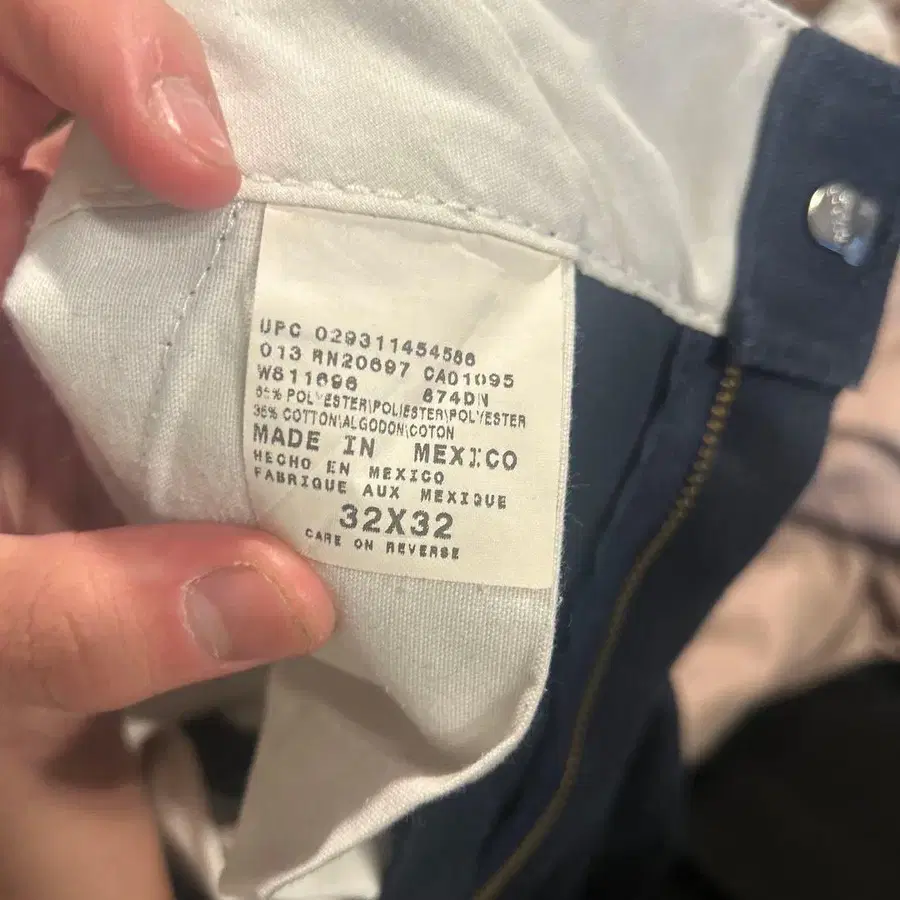 UPC 029311454586
013 RN20697 CA01095
WS11696 874DN
65% POLYESTER\POLIESTER\POLYESTER
35% COTTON\ALGODON\COTON
MADE IN MEXICO
HECHO EN MEXICO
FABRIQUE AUX MEXIQUE
32X32
CARE ON REVERSE